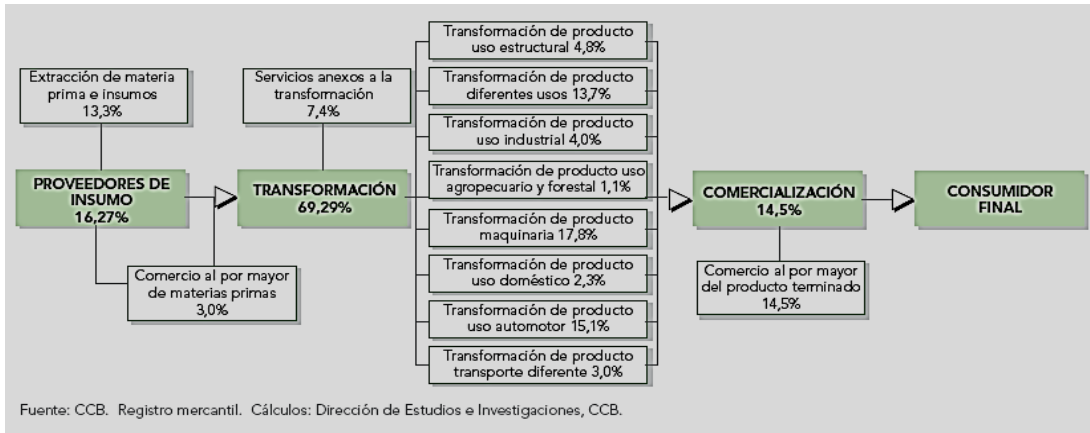 Extracción de materia
prima e insumos
13,3%
PROVEEDORES DE
INSUMO
16,27%
Comercio al por mayor
de materias primas
3,0%
Servicios anexos a la
transformación
7,4%
TRANSFORMACIÓN
69,29%
Transformación de producto
uso estructural 4,8%
Transformación de producto
diferentes usos 13,7%
Transformación de producto
uso industrial 4,0%
Transformación de producto uso
agropecuario y forestal 1,1%
Transformación de producto
maquinaria 17,8%
Transformación de producto
uso doméstico 2,3%
Transformación de producto
uso automotor 15,1%
Transformación de producto
transporte diferente 3,0%
COMERCIALIZACIÓN
14,5%
Comercio al por mayor
del producto terminado
14,5%
CONSUMIDOR
FINAL
Fuente: CCB. Registro mercantil. Cálculos: Dirección de Estudios e Investigaciones, CCB.